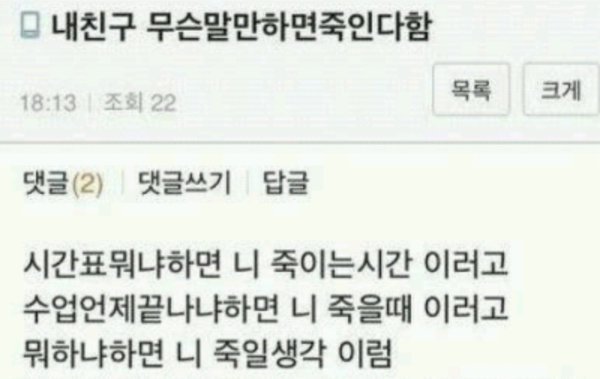 내친구 무슨말만하면죽인다함
18:13 | 조회 22
목록 크게
댓글(2) | 댓글쓰기 | 답글
시간표뭐냐하면 니 죽이는시간 이러고
수업언제끝나냐하면 니 죽을때 이러고
뭐하냐하면 니 죽일생각 이럼